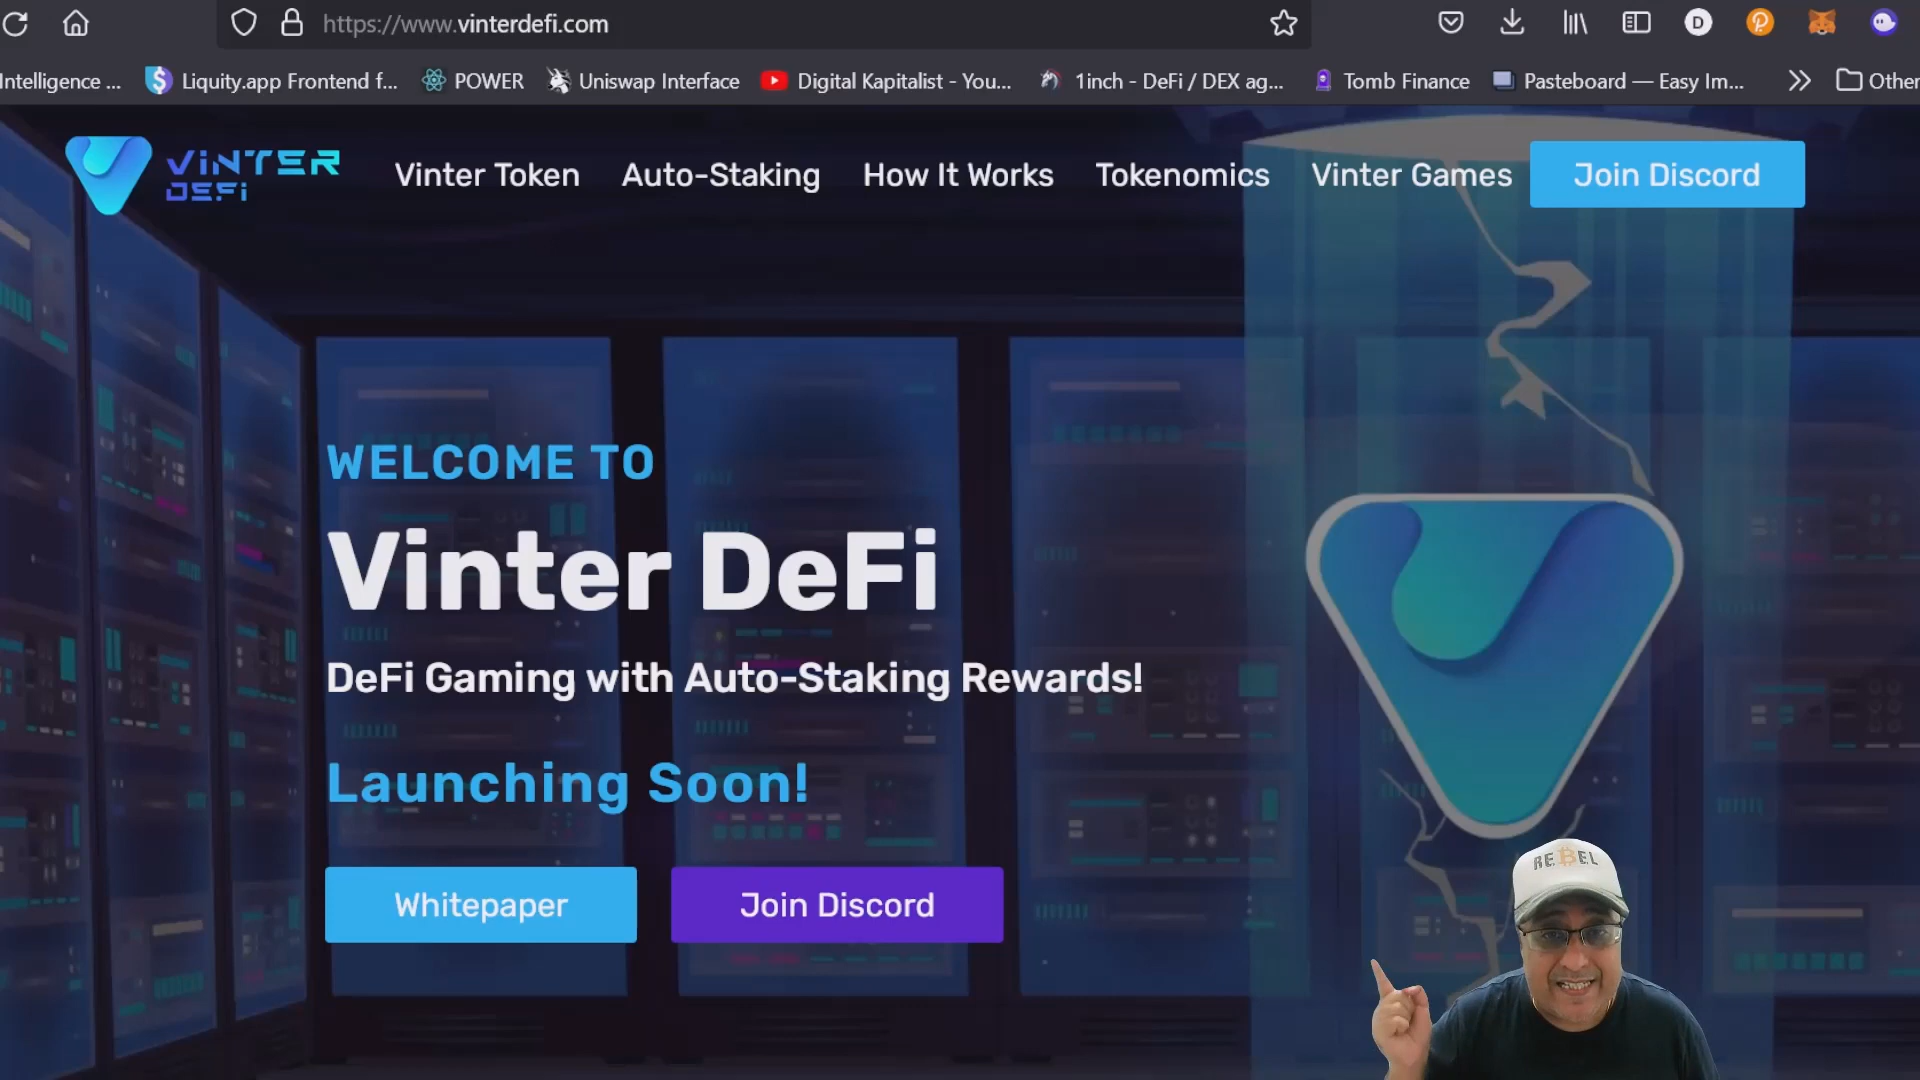 https://www.vinterdefi.com
D
Intelligence ...
Liquity.app Frontend f...
POWER
Uniswap Interface
Digital Kapitalist - You...
1inch - DeFi / DEX ag...
Tomb Finance
Pasteboard — Easy Im...
Other
VINTER
DEFI
Vinter Token
Auto-Staking
How It Works
Tokenomics
Vinter Games
Join Discord
WELCOME TO
Vinter DeFi
DeFi Gaming with Auto-Staking Rewards!
Launching Soon!
Whitepaper
Join Discord
REBEL